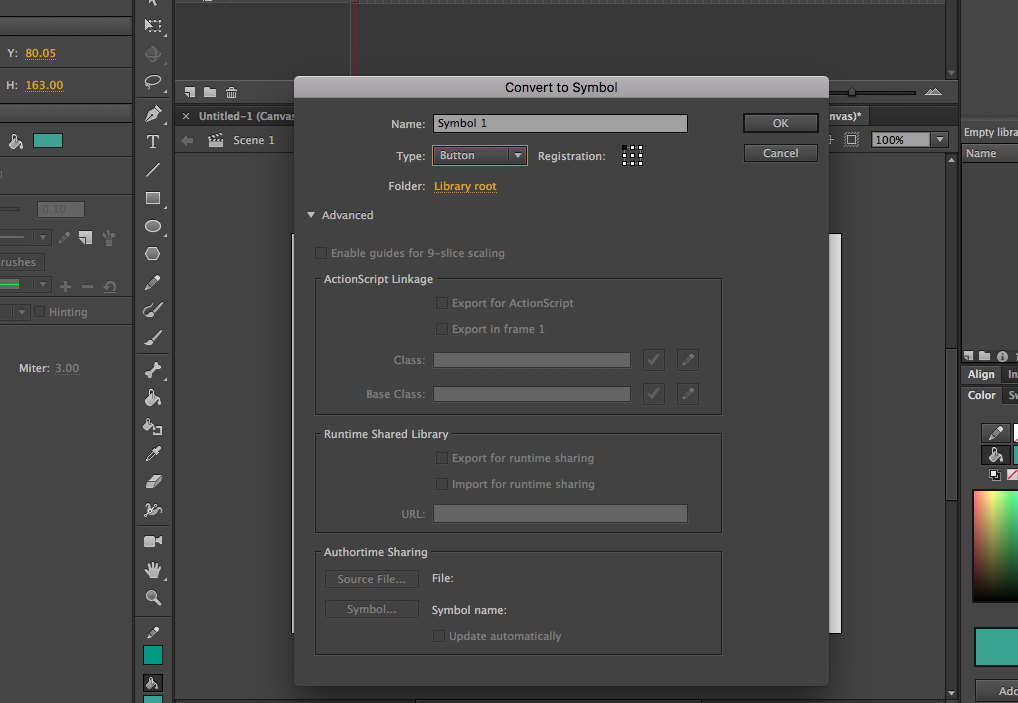 Convert to Symbol
Y: 80.05
H: 163.00
Untitled-1 (Canvas
nvas)*
Scene 1
100%
Empty libra
Name
Name: Symbol 1
OK
Type: Button
Registration:
Cancel
Folder: Library root
Advanced
0.10
rushes
Hinting
Miter: 3.00
Enable guides for 9-slice scaling
ActionScript Linkage
Export for ActionScript
Export in frame 1
Class:
Base Class:
Runtime Shared Library
Export for runtime sharing
Import for runtime sharing
URL:
Authortime Sharing
Source File...
File:
Symbol...
Symbol name:
Update automatically
Align
In
Color
Sw
Add